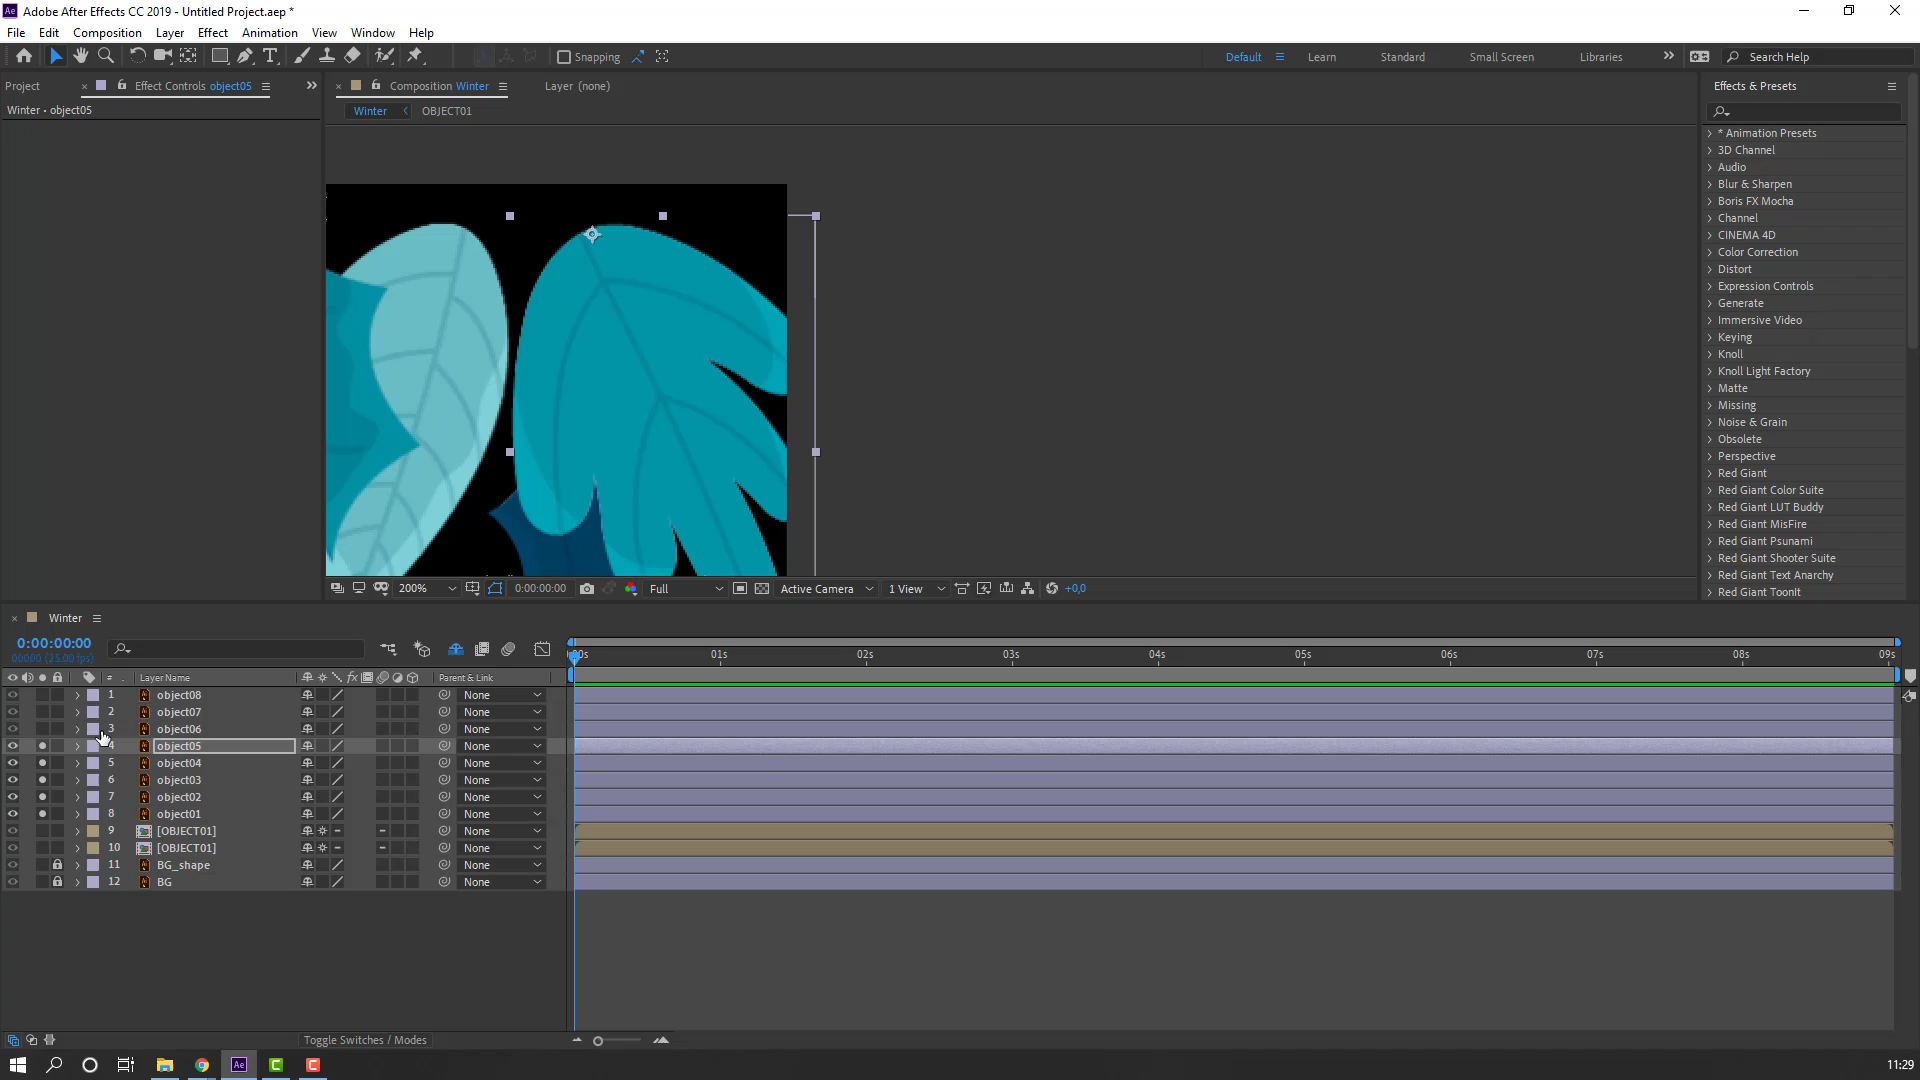 Adobe After Effects CC 2019 - Untitled Project.aep *
File Edit Composition Layer Effect Animation View Window Help
Snapping
Default Learn Standard Small Screen Libraries Search Help
Project Effect Controls object05
Composition Winter Layer (none)
Effects & Presets
Winter • object05
Winter OBJECT01
* Animation Presets
3D Channel
Audio
Blur & Sharpen
Boris FX Mocha
Channel
CINEMA 4D
Color Correction
Distort
Expression Controls
Generate
Immersive Video
Keying
Knoll
Knoll Light Factory
Matte
Missing
Noise & Grain
Obsolete
Perspective
Red Giant
Red Giant Color Suite
Red Giant LUT Buddy
Red Giant MisFire
Red Giant Psunami
Red Giant Shooter Suite
Red Giant Text Anarchy
Red Giant ToonIt
200% 0:00:00:00 Full Active Camera 1 View +0,0
Winter
0:00:00:00
00000 (25.00 fps)
:00s 01s 02s 03s 04s 05s 06s 07s 08s 09s
# . Layer Name Parent & Link
1 object08 None
2 object07 None
3 object06 None
4 object05 None
5 object04 None
6 object03 None
7 object02 None
8 object01 None
9 [OBJECT01] None
10 [OBJECT01] None
11 BG_shape None
12 BG None
Toggle Switches / Modes
11:29